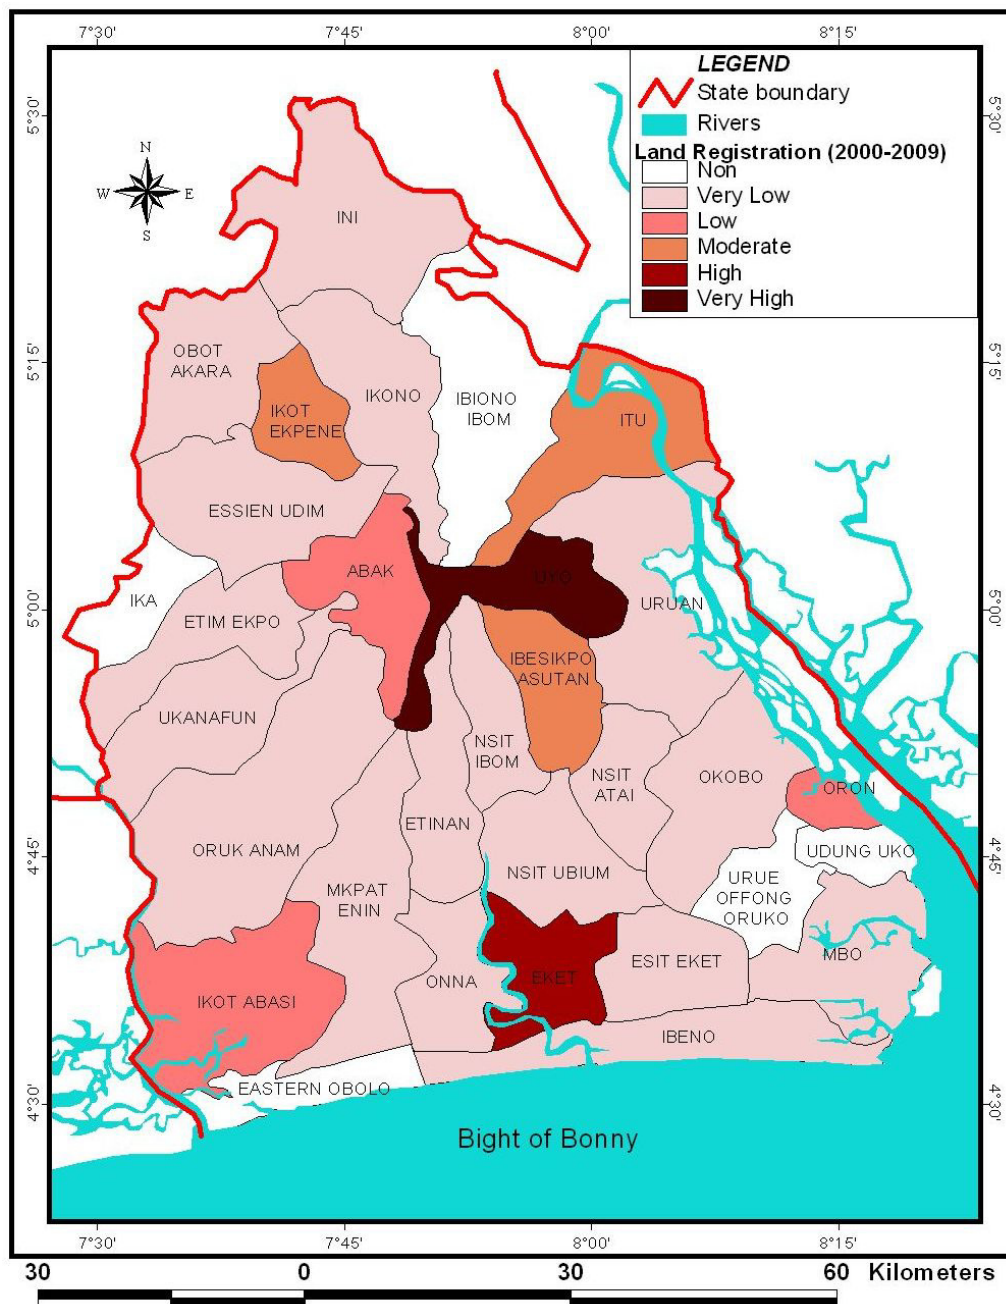 7°30' 7°45' 8°00' 8°15'
LEGEND
State boundary
Rivers
Land Registration (2000-2009)
Non
Very Low
Low
Moderate
High
Very High
5°30' 5°30'
N
W E
S
INI
5°15' 5°15'
OBOT
AKARA
IKOT
EKPENE
IKONO
IBIONO
IBOM
ITU
ESSIEN UDIM
ABAK
UYO
IKA
5°00' 5°00'
ETIM EKPO
URUAN
IBESIKPO
ASUTAN
UKANAFUN
NSIT
IBOM
NSIT
ATAI
OKOBO
ORON
ETINAN
ORUK ANAM
UDUNG UKO
4°45' 4°45'
NSIT UBIUM
MKPAT
ENIN
URUE
OFFONG
ORUKO
MBO
ESIT EKET
EKET
ONNA
IKOT ABASI
IBENO
EASTERN OBOLO
4°30' 4°30'
Bight of Bonny
7°30' 7°45' 8°00' 8°15'
30 0 30 60 Kilometers